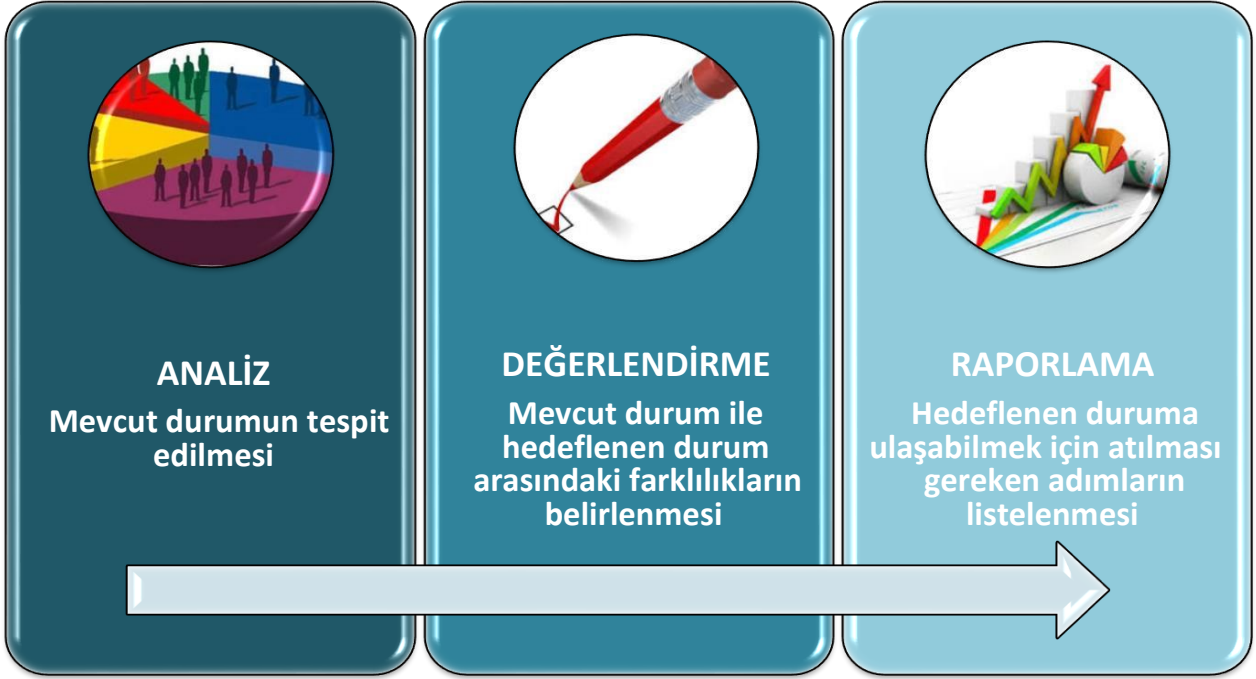 ANALİZ
Mevcut durumun tespit
edilmesi
DEĞERLENDİRME
Mevcut durum ile
hedeflenen durum
arasındaki farklılıkların
belirlenmesi
RAPORLAMA
Hedeflenen duruma
ulaşabilmek için atılması
gereken adımların
listelenmesi